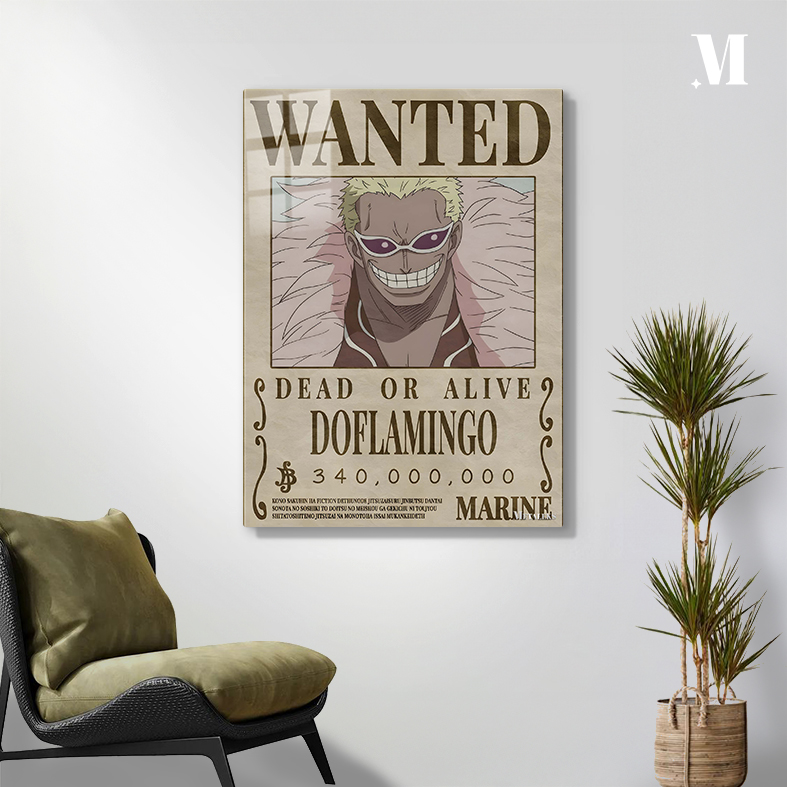 M
WANTED
DEAD OR ALIVE
DOFLAMINGO
340,000,000
KONO SAKUHIN HA FICTION DETHUNODE JITSUZAISURU JINBUTSU DANTAI
SONOTA NO SOSHIKI TO DOITSU NO MEISHOU GA GEKICHU NI TOUJYOU
SHITATOSHITEMO JITSUZAI NA MONOTOHA ISSAI MUKANKEIDETH
MARINE